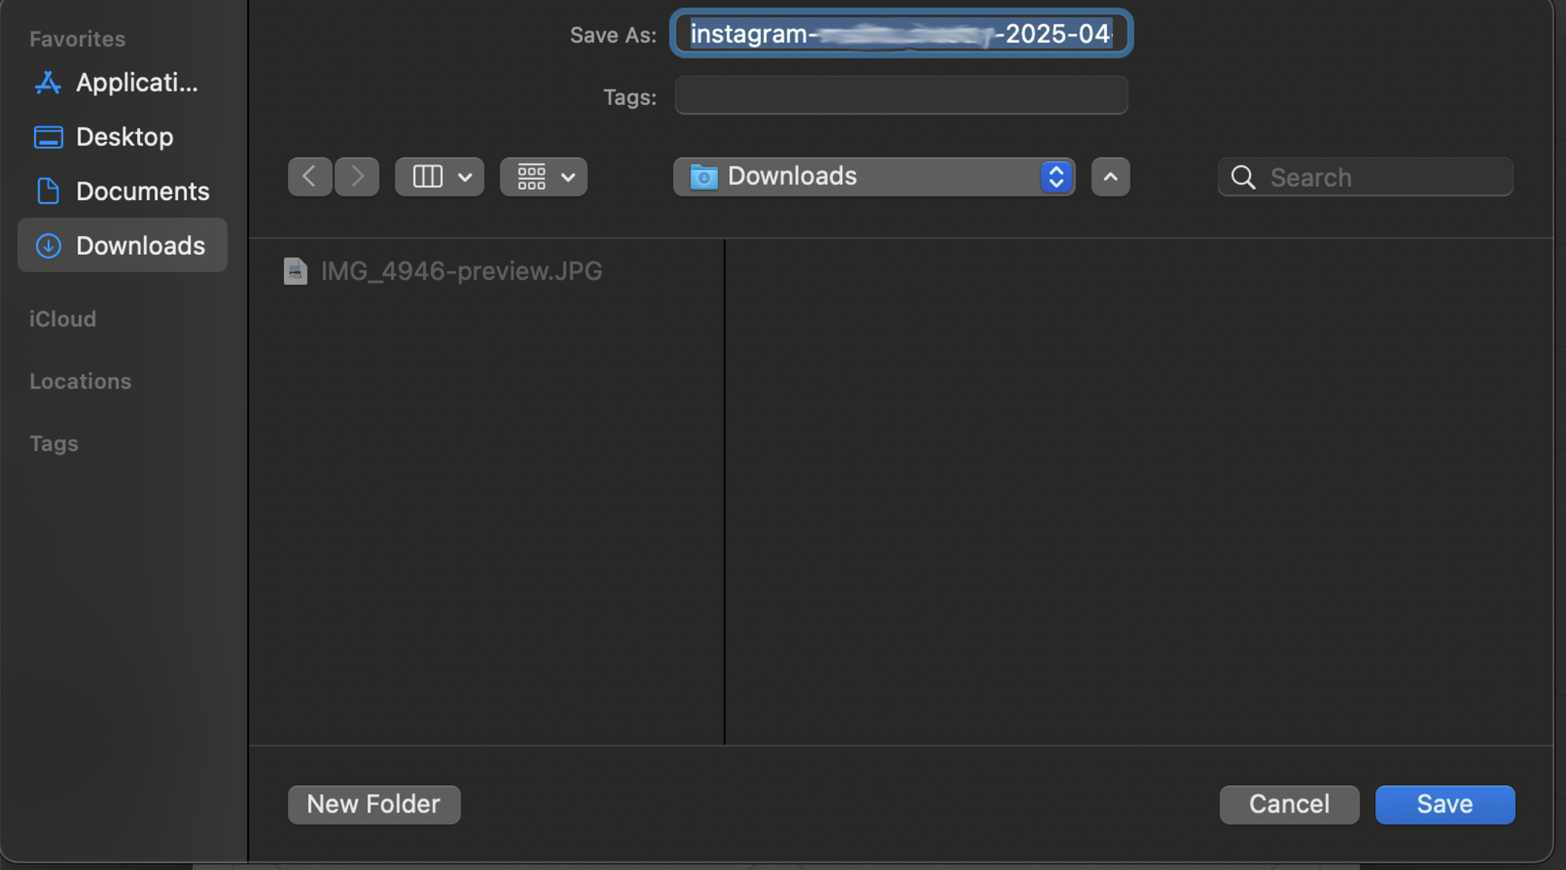 Favorites
Applicati...
Desktop
Documents
Downloads
iCloud
Locations
Tags
Save As:
instagram- -2025-04-
Tags:
Downloads
Search
IMG_4946-preview.JPG
New Folder
Cancel
Save